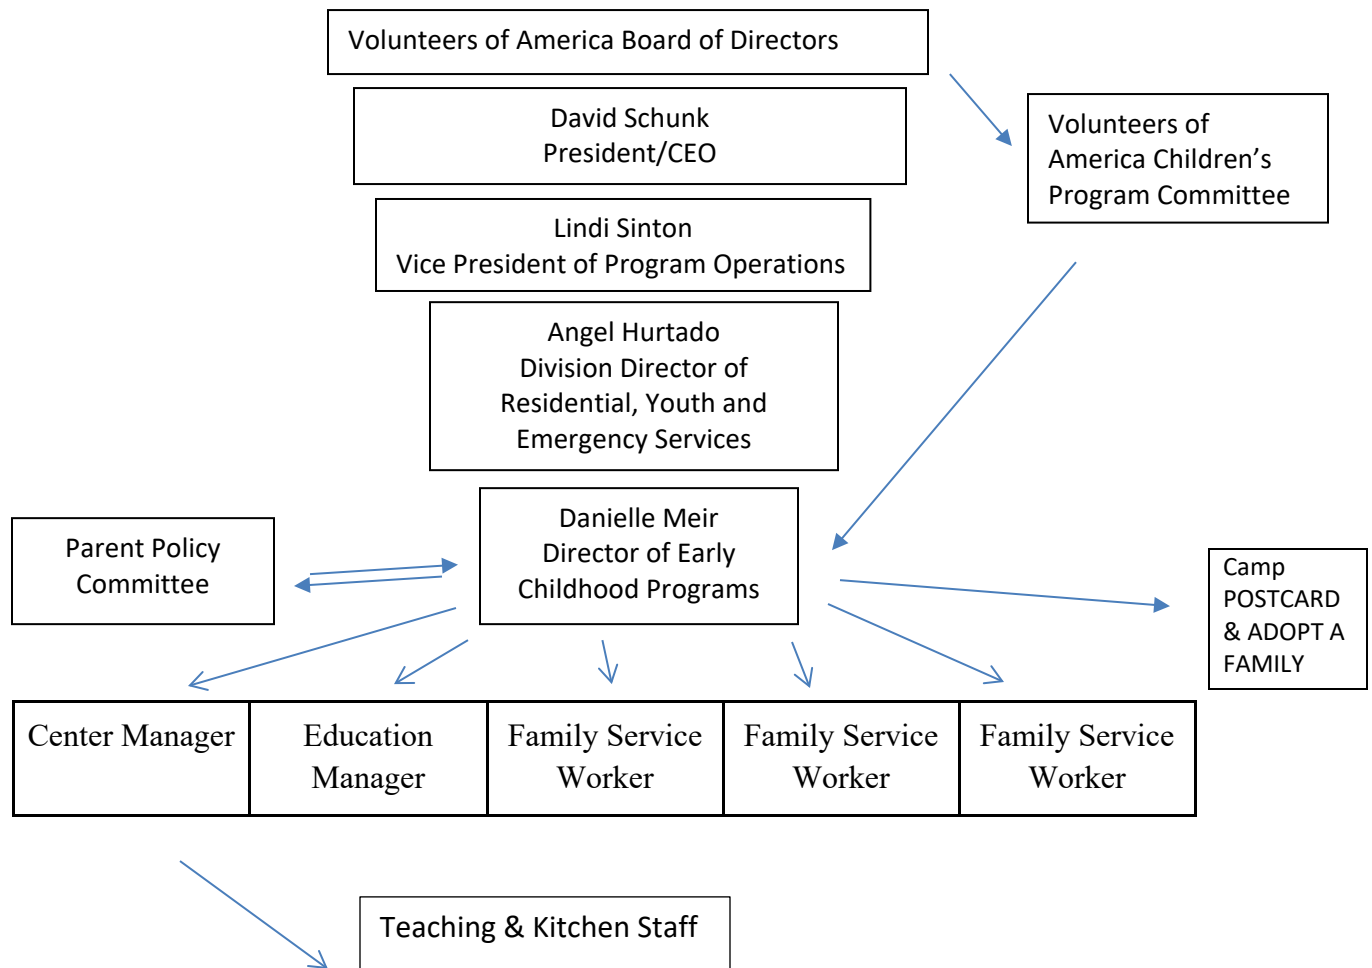 Volunteers of America Board of Directors
David Schunk
President/CEO
Volunteers of
America Children’s
Program Committee
Lindi Sinton
Vice President of Program Operations
Angel Hurtado
Division Director of
Residential, Youth and
Emergency Services
Danielle Meir
Director of Early
Childhood Programs
Parent Policy
Committee
Camp
POSTCARD
& ADOPT A
FAMILY
Center Manager
Education
Manager
Family Service
Worker
Family Service
Worker
Family Service
Worker
Teaching & Kitchen Staff